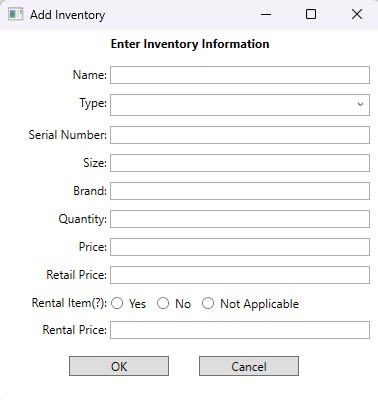 Add Inventory
Enter Inventory Information
Name:
Type:
Serial Number:
Size:
Brand:
Quantity:
Price:
Retail Price:
Rental Item(?): Yes No Not Applicable
Rental Price:
OK Cancel